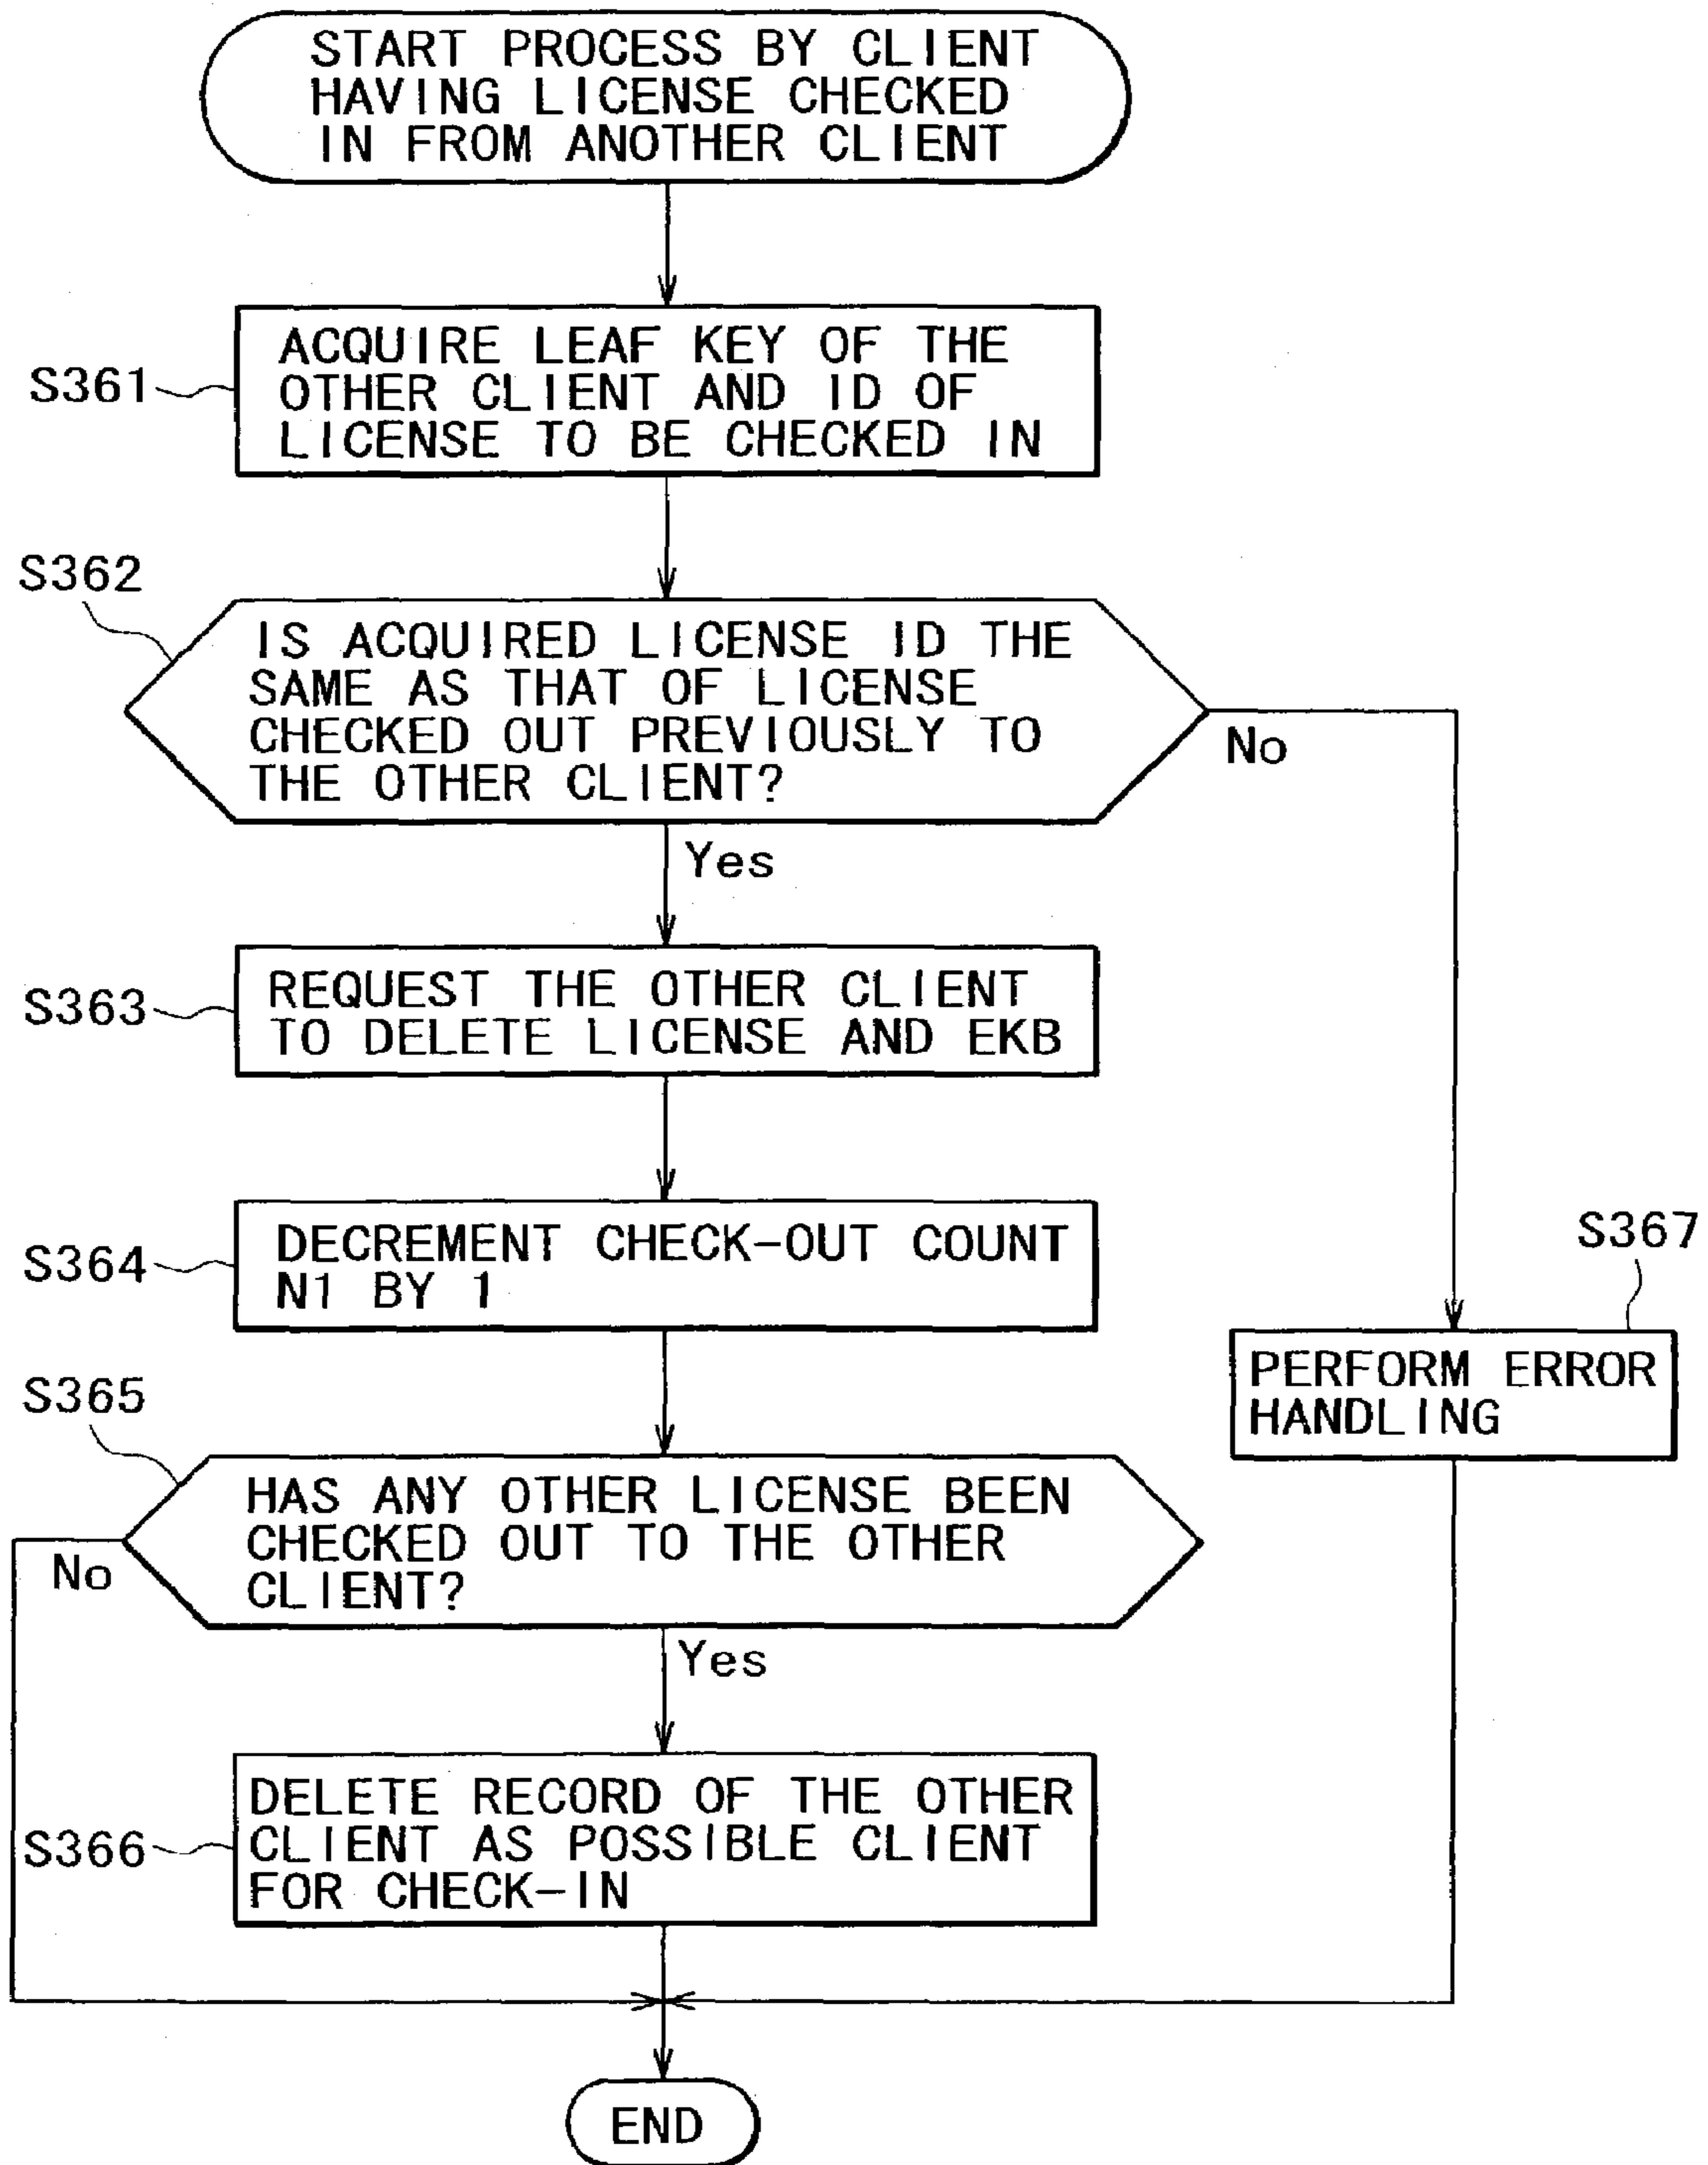 START PROCESS BY CLIENT
HAVING LICENSE CHECKED
IN FROM ANOTHER CLIENT
S361
ACQUIRE LEAF KEY OF THE
OTHER CLIENT AND ID OF
LICENSE TO BE CHECKED IN
S362
IS ACQUIRED LICENSE ID THE
SAME AS THAT OF LICENSE
CHECKED OUT PREVIOUSLY TO
THE OTHER CLIENT?
No
Yes
S363
REQUEST THE OTHER CLIENT
TO DELETE LICENSE AND EKB
S364
DECREMENT CHECK-OUT COUNT
N1 BY 1
S367
PERFORM ERROR
HANDLING
S365
HAS ANY OTHER LICENSE BEEN
CHECKED OUT TO THE OTHER
CLIENT?
No
Yes
S366
DELETE RECORD OF THE OTHER
CLIENT AS POSSIBLE CLIENT
FOR CHECK-IN
END